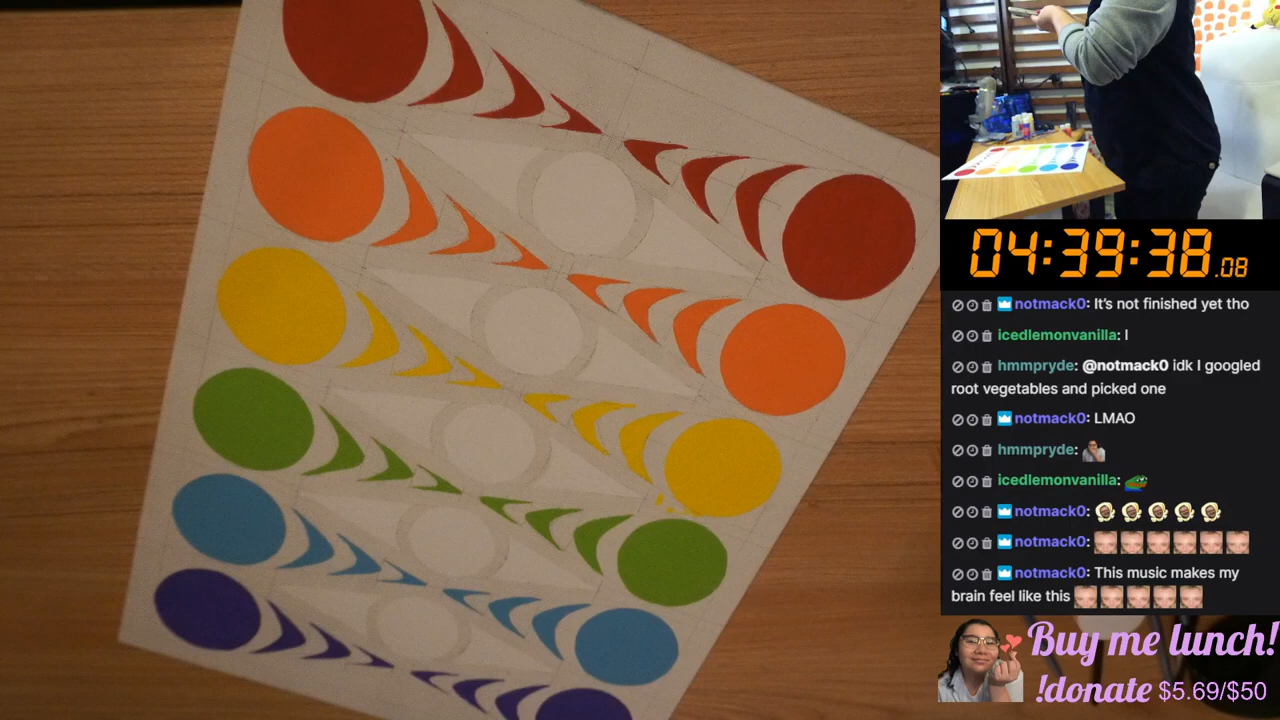 04:39:38.08
notmack0: It's not finished yet tho
icedlemonvanilla: I
hmmpryde: @notmack0 idk I googled
root vegetables and picked one
notmack0: LMAO
hmmpryde:
icedlemonvanilla:
notmack0:
notmack0:
notmack0: This music makes my
brain feel like this
Buy me lunch!
!donate $5.69/$50